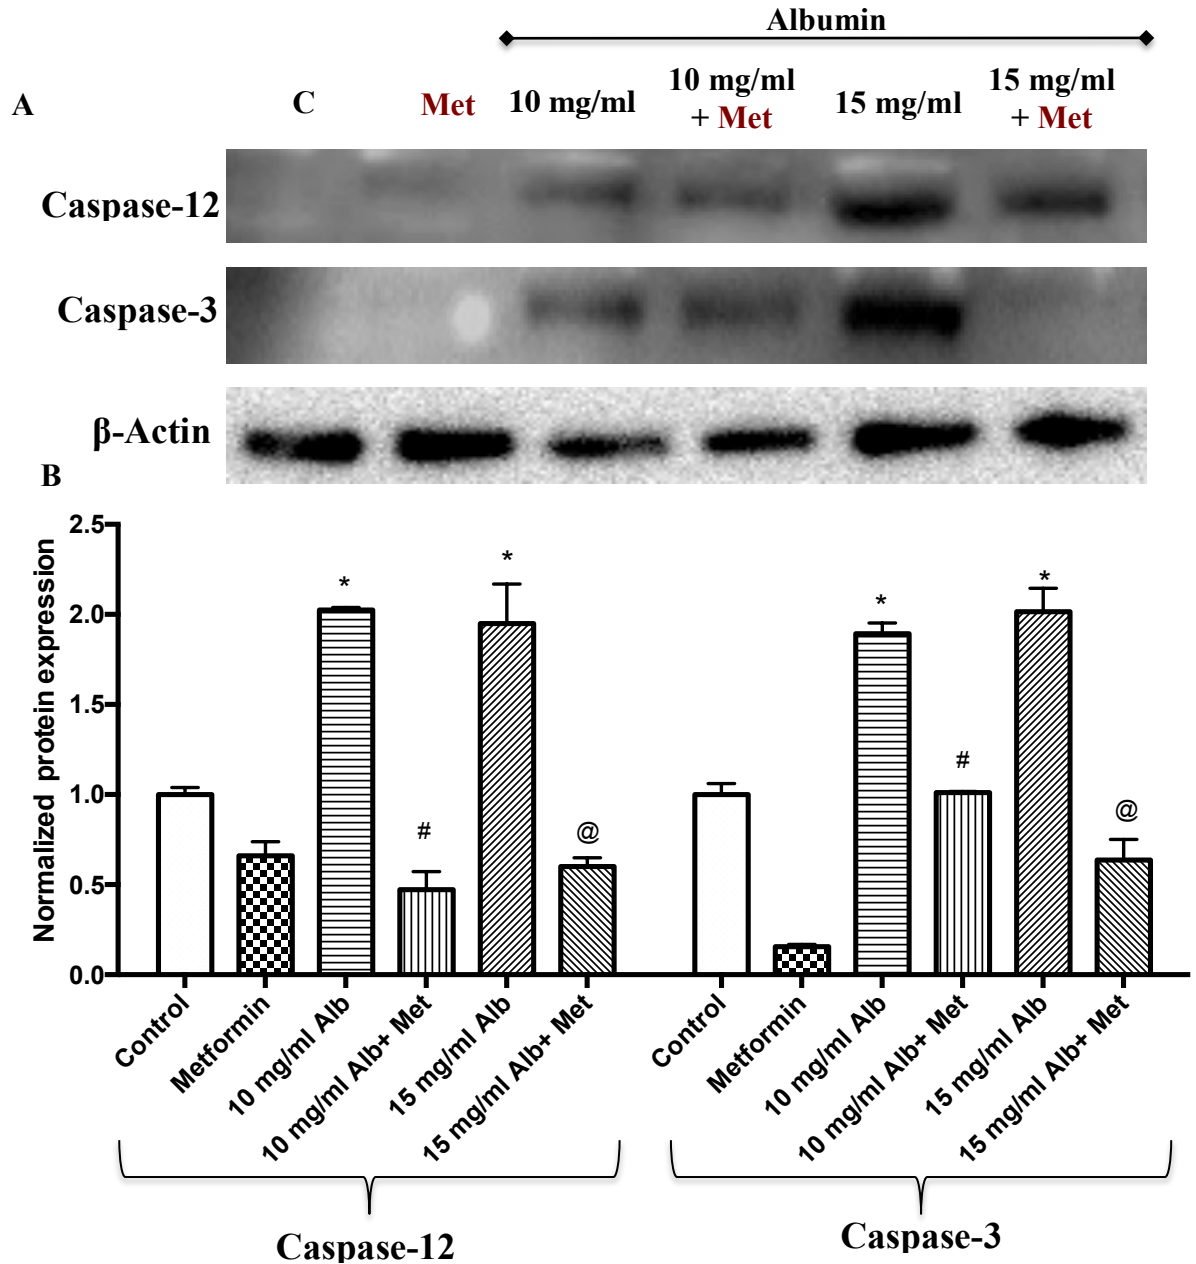 Albumin
A
C
Met
10 mg/ml
10 mg/ml
+ Met
15 mg/ml
15 mg/ml
+ Met
Caspase-12
Caspase-3
β-Actin
B
Normalized protein expression
2.5
2.0
1.5
1.0
0.5
0.0
*
#
*
@
*
#
*
@
Control
Metformin
10 mg/ml Alb
10 mg/ml Alb+ Met
15 mg/ml Alb
15 mg/ml Alb+ Met
Control
Metformin
10 mg/ml Alb
10 mg/ml Alb+ Met
15 mg/ml Alb
15 mg/ml Alb+ Met
Caspase-12
Caspase-3